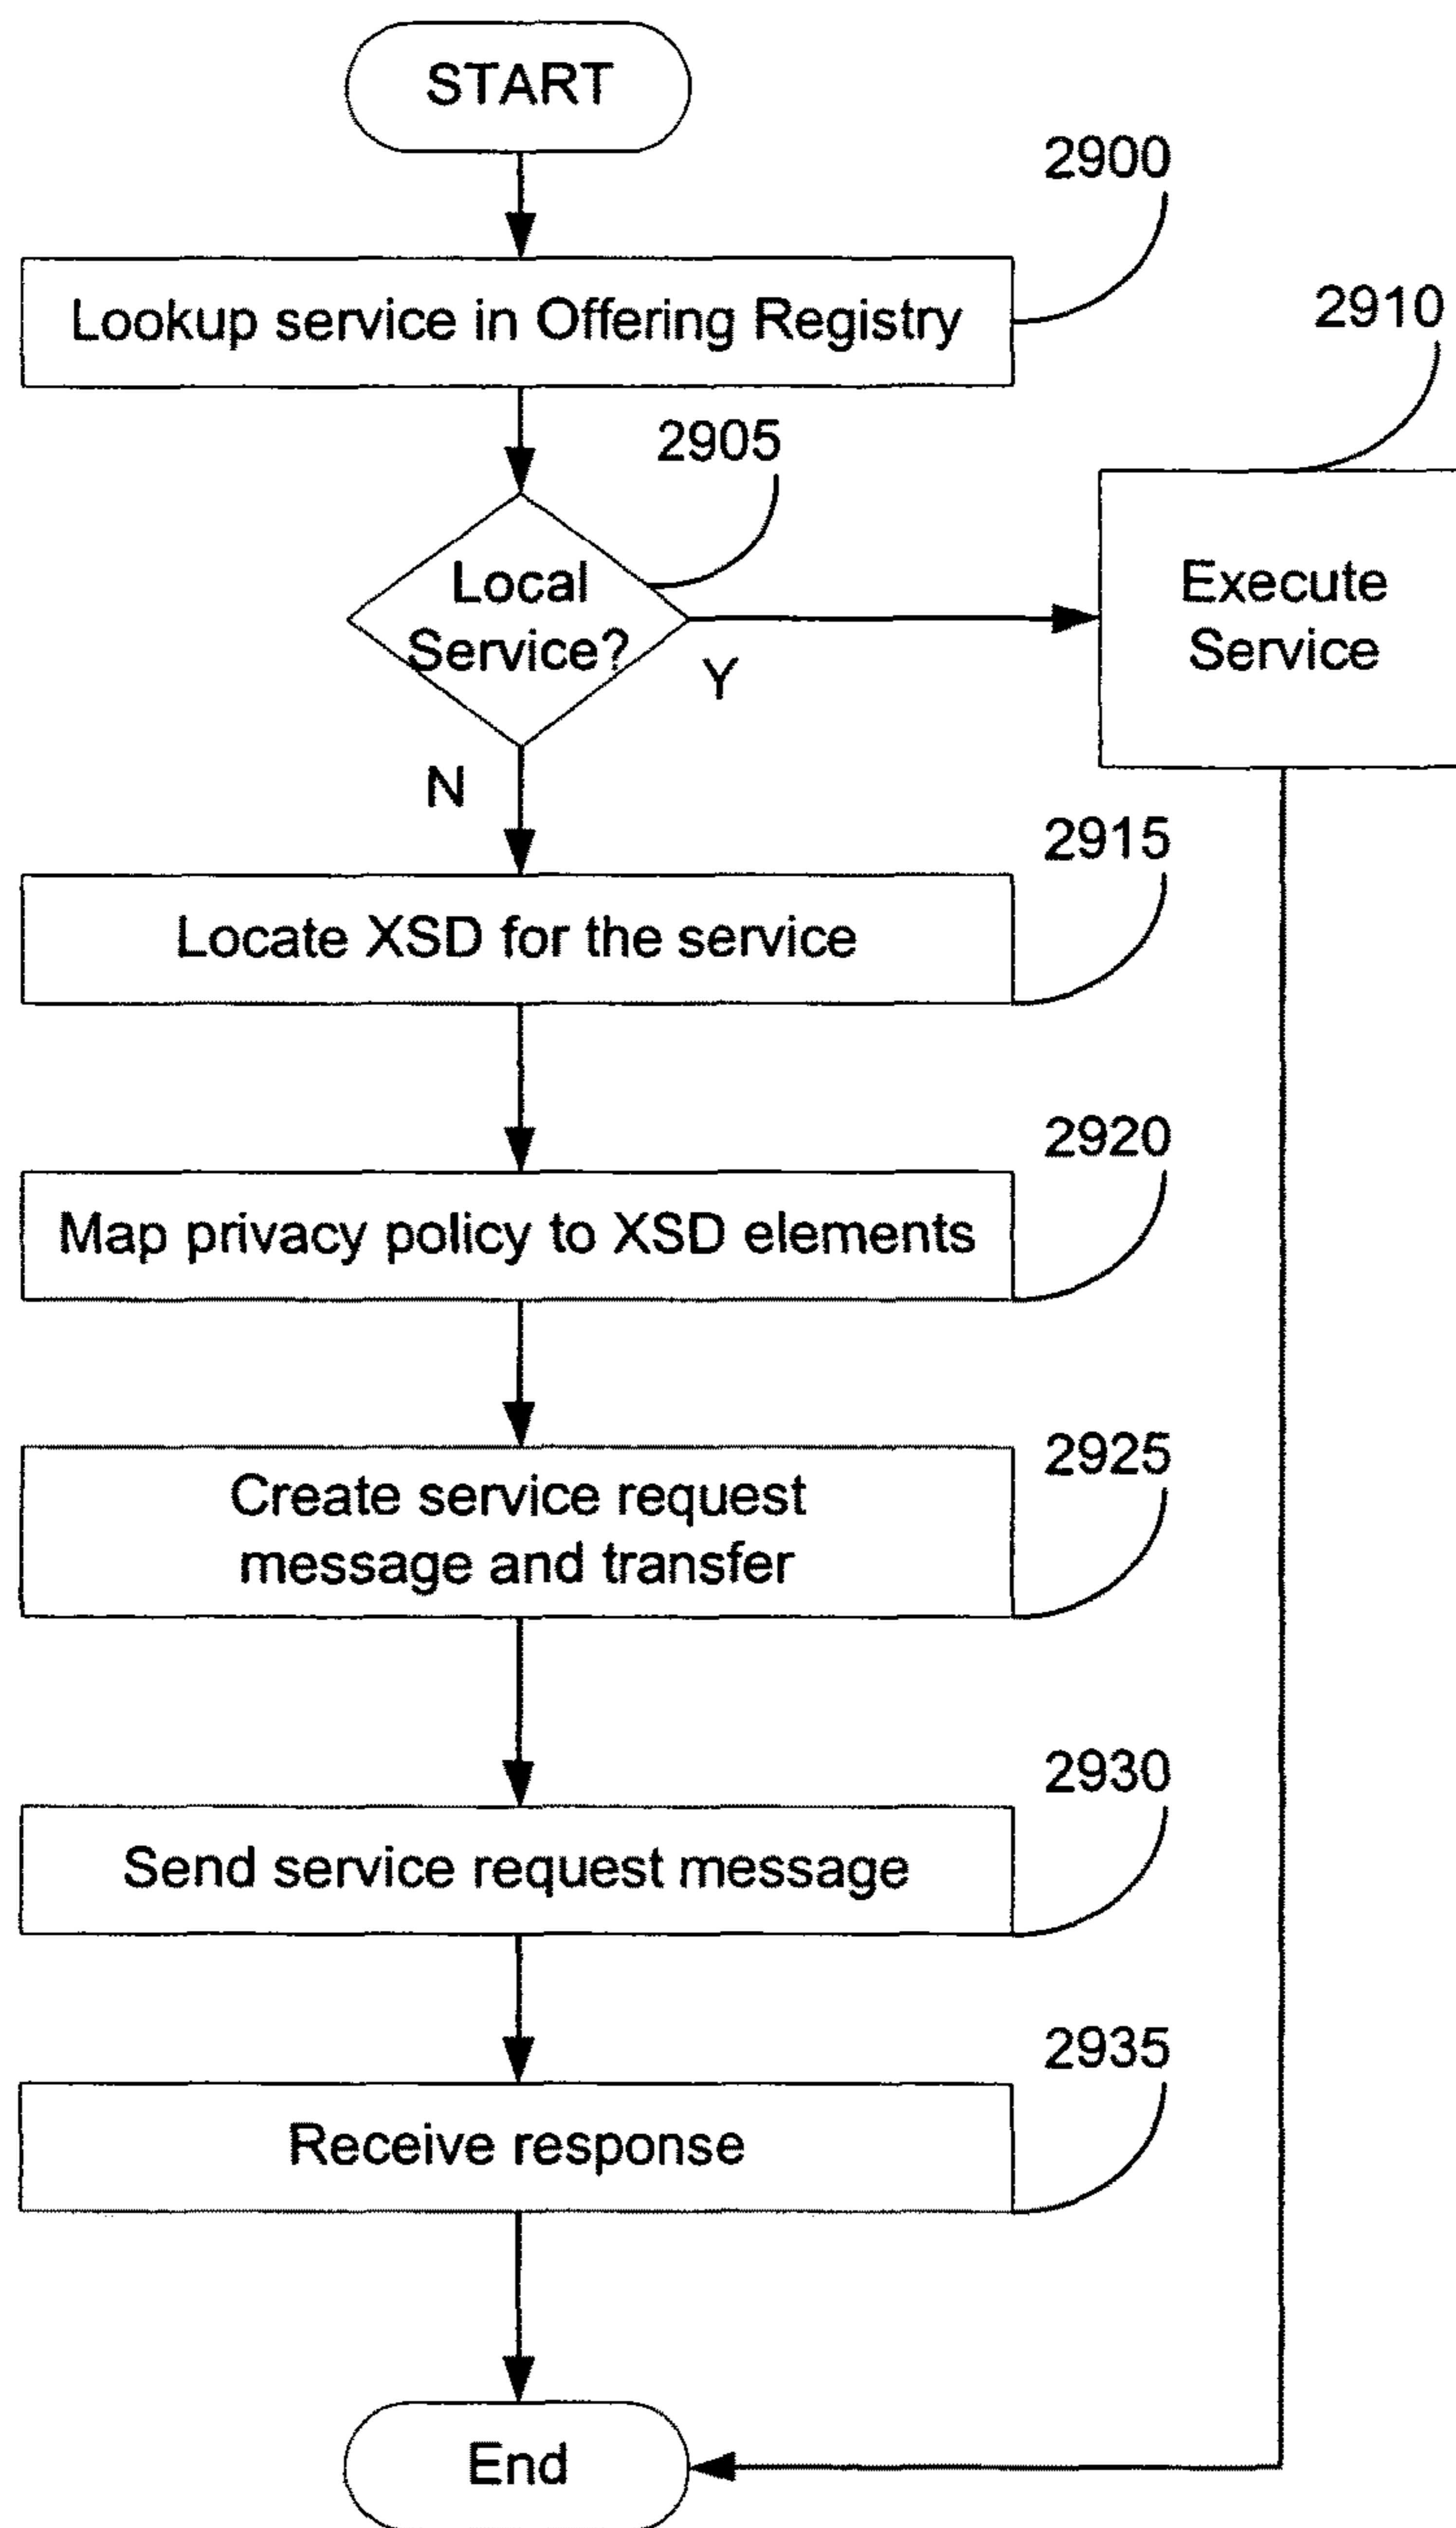 START
2900
Lookup service in Offering Registry
2910
2905
Local
Service?
Execute
Service
Y
N
2915
Locate XSD for the service
2920
Map privacy policy to XSD elements
2925
Create service request
message and transfer
2930
Send service request message
2935
Receive response
End